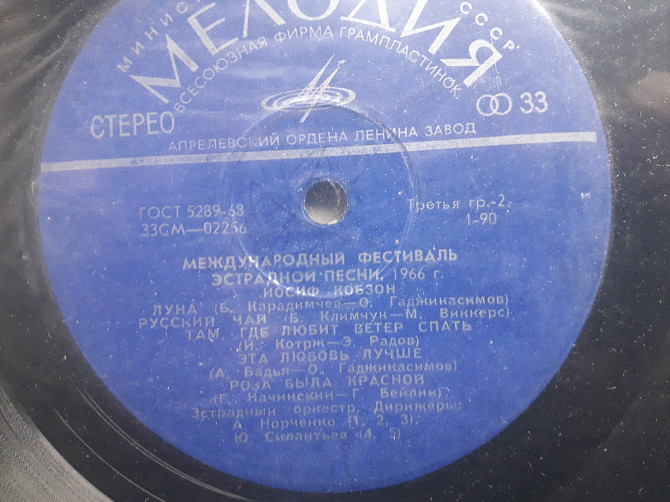 МИНИС
СССР
МЕЛОДИЯ
ВСЕСОЮЗНАЯ ФИРМА ГРАМПЛАСТИНОК
СТЕРЕО
33
АПРЕЛЕВСКИЙ ОРДЕНА ЛЕНИНА ЗАВОД
ГОСТ 5289-68
Третья гр.-2.
33СМ—02256
1-90
МЕЖДУНАРОДНЫЙ ФЕСТИВАЛЬ
ЭСТРАДНОЙ ПЕСНИ. 1966 г.
ИОСИФ КОБЗОН
ЛУНА (Б. Карадимчев—О. Гаджикасимов)
РУССКИЙ ЧАЙ (Б. Климчук—М. Виккерс)
ТАМ, ГДЕ ЛЮБИТ ВЕТЕР СПАТЬ
(И. Котрж—Э. Радов)
ЭТА ЛЮБОВЬ ЛУЧШЕ
(А. Бадья—О. Гаджикасимов)
РОЗА БЫЛА КРАСНОЙ
(Г. Качинский—Г. Вейлин)
Эстрадный оркестр. Дирижеры:
А. Норченко (1, 2, 3),
Ю. Силантьев (4, 5)